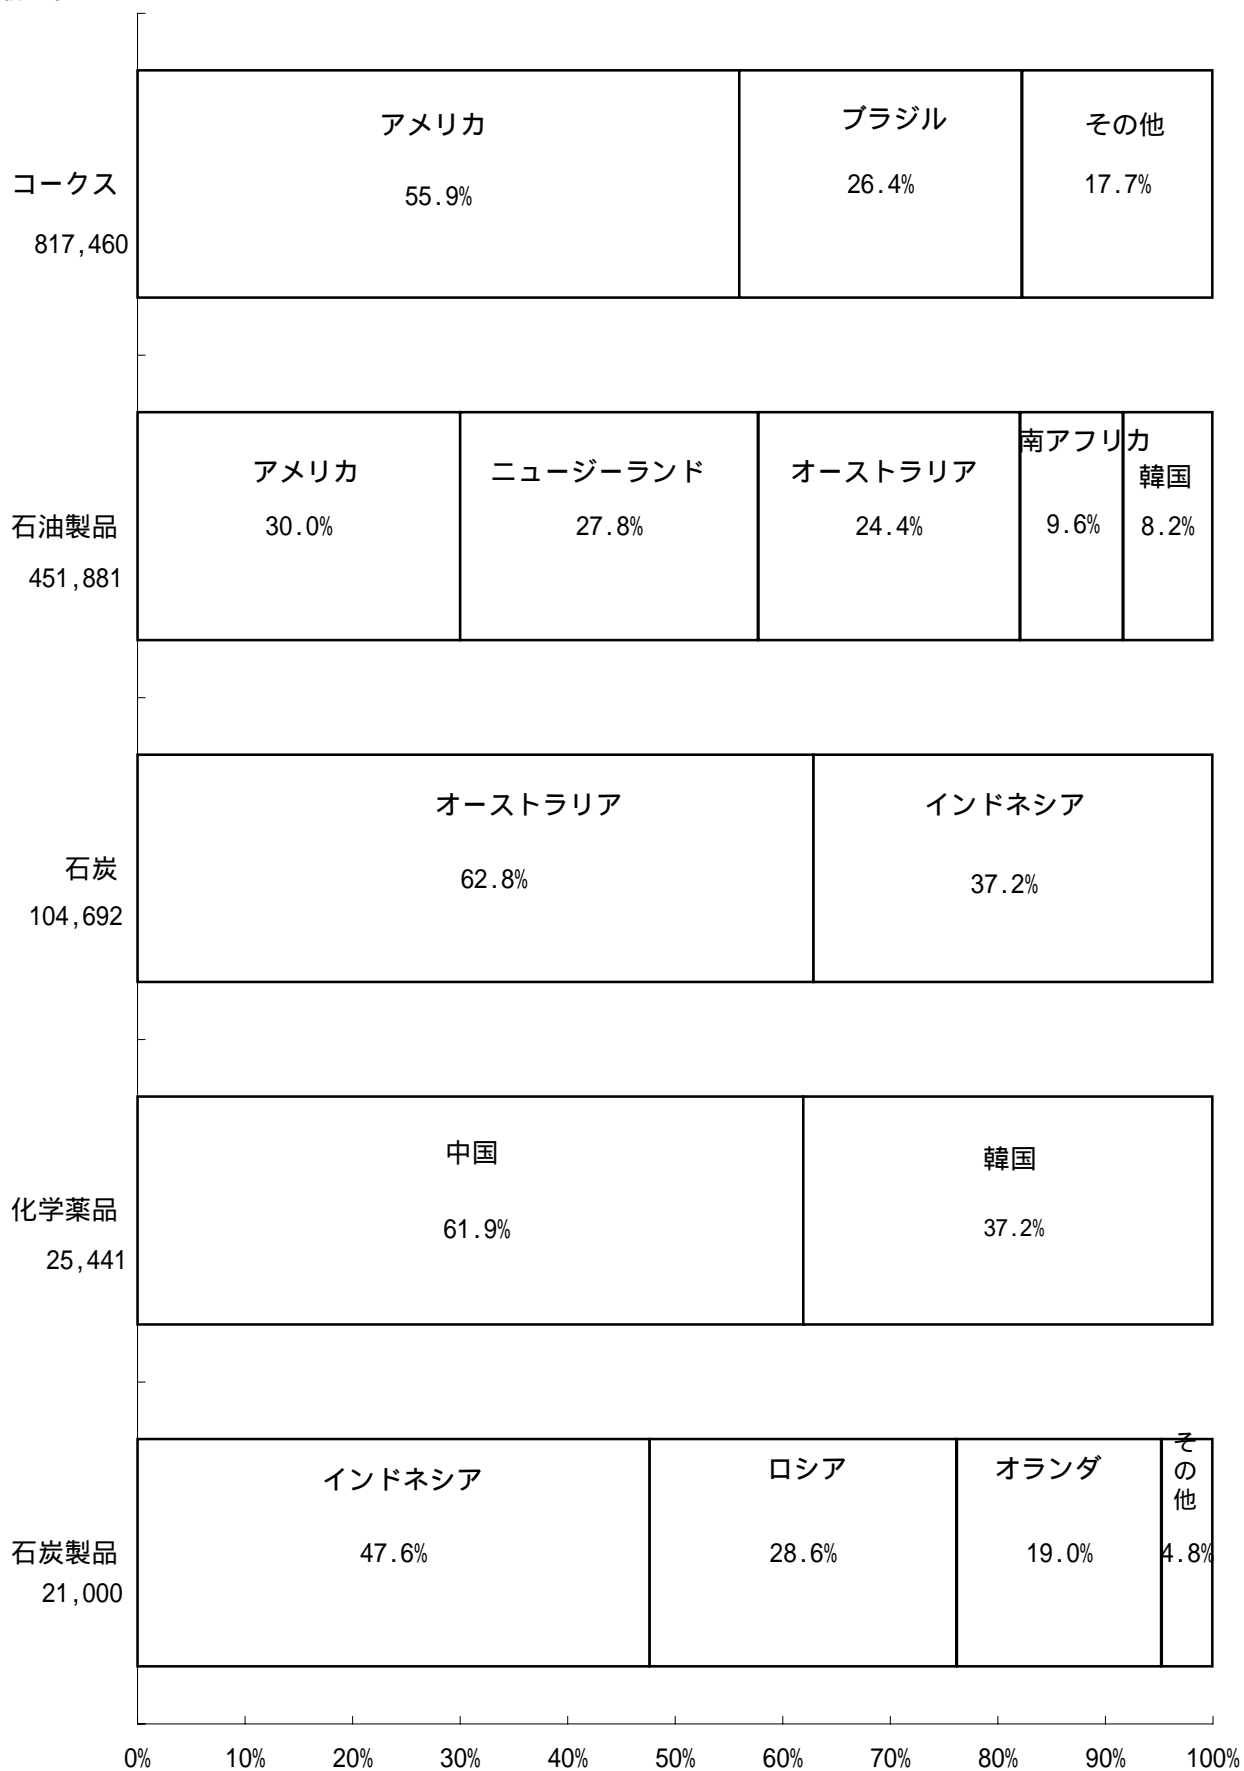 アメリカ ブラジル その他
コークス 55.9% 26.4% 17.7%
817,460
アメリカ ニュージーランド オーストラリア 南アフリカ 韓国
石油製品 30.0% 27.8% 24.4% 9.6% 8.2%
451,881
オーストラリア インドネシア
石炭 62.8% 37.2%
104,692
中国 韓国
化学薬品 61.9% 37.2%
25,441
インドネシア ロシア オランダ その他
石炭製品 47.6% 28.6% 19.0% 4.8%
21,000
0% 10% 20% 30% 40% 50% 60% 70% 80% 90% 100%